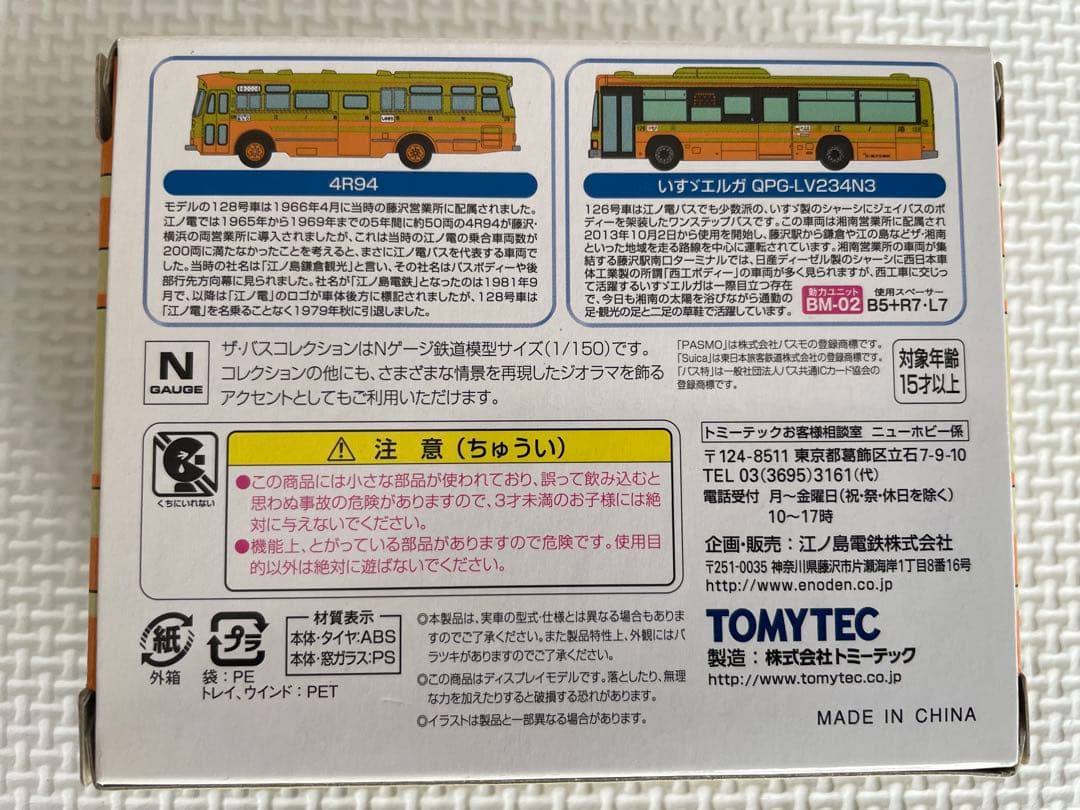 4R94
モデルの128号車は1966年4月に当時の藤沢営業所に配属されました。
江ノ電では1965年から1969年までの5年間に約50両の4R94が藤沢・
横浜の両営業所に導入されましたが、これは当時の江ノ電の乗合車両数が
200両に満たなかったことを考えると、まさに江ノ電バスを代表する車両で
した。当時の社名は「江ノ島鎌倉観光」と言い、その社名はバスボディーや後
部行先方向幕に見られました。社名が「江ノ島電鉄」となったのは1981年9
月で、以降は「江ノ電」のロゴが車体後方に標記されましたが、128号車は
「江ノ電」を名乗ることなく1979年秋に引退しました。
いすゞエルガ QPG-LV234N3
126号車は江ノ電バスでも少数派の、いすゞ製のシャーシにジェイバスのボ
ディーを架装したワンステップバスです。この車両は湘南営業所に配属され
2013年10月2日から使用を開始し、藤沢駅から鎌倉や江の島などザ・湘南
といった地域を走る路線を中心に運転されています。湘南営業所の車両が集
結する藤沢駅南口ターミナルでは、日産ディーゼル製のシャーシに西日本車
体工業製の所謂「西工ボディー」の車両が多く見られますが、西工車に交じっ
て活躍するいすゞエルガは一際目立つ存在
で、今日も湘南の太陽を浴びながら通勤の
足・観光の足と二足の草鞋で活躍しています。
動力ユニット
BM-02
使用スペーサー
B5+R7・L7
N
GAUGE
ザ・バスコレクションはNゲージ鉄道模型サイズ(1/150)です。
コレクションの他にも、さまざまな情景を再現したジオラマを飾る
アクセントとしてもご利用いただけます。
「PASMO」は株式会社パスモの登録商標です。
「Suica」は東日本旅客鉄道株式会社の登録商標です。
「バス特」は一般社団法人バス共通ICカード協会の
登録商標です。
対象年齢
15才以上
くちにいれない
注意(ちゅうい)
●この商品には小さな部品が使われており、誤って飲み込むと
思わぬ事故の危険がありますので、3才未満のお子様には絶
対に与えないでください。
●機能上、とがっている部品がありますので危険です。使用目
的以外は絶対に遊ばないでください。
トミーテックお客様相談室 ニューホビー係
〒124-8511 東京都葛飾区立石7-9-10
TEL 03(3695)3161(代)
電話受付 月~金曜日(祝・祭・休日を除く)
10~17時
企画・販売:江ノ島電鉄株式会社
〒251-0035 神奈川県藤沢市片瀬海岸1丁目8番16号
http://www.enoden.co.jp
TOMYTEC
製造:株式会社トミーテック
http://www.tomytec.co.jp
MADE IN CHINA
紙
外箱
プラ
袋:PE
トレイ、ウインド:PET
材質表示
本体・タイヤ:ABS
本体・窓ガラス:PS
◎本製品は、実車の型式・仕様とは異なる場合もありま
すのでご了承ください。また製品特性上、外観にはバ
ラツキがありますのでご了承ください。
◎この商品はディスプレイモデルです。落としたり、無理
な力を加えたりすると破損する恐れがあります。
◎イラストは製品と一部異なる場合があります。